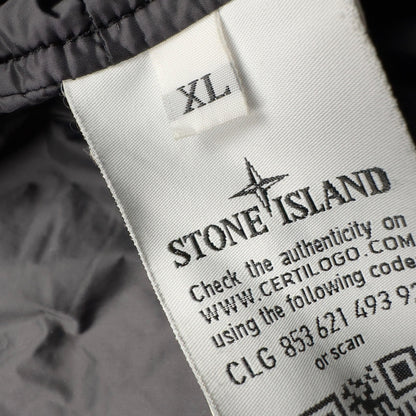 XL
STONE ISLAND
Check the authenticity on
WWW.CERTILOGO.COM
using the following code
CLG 853 621 493 9
or scan